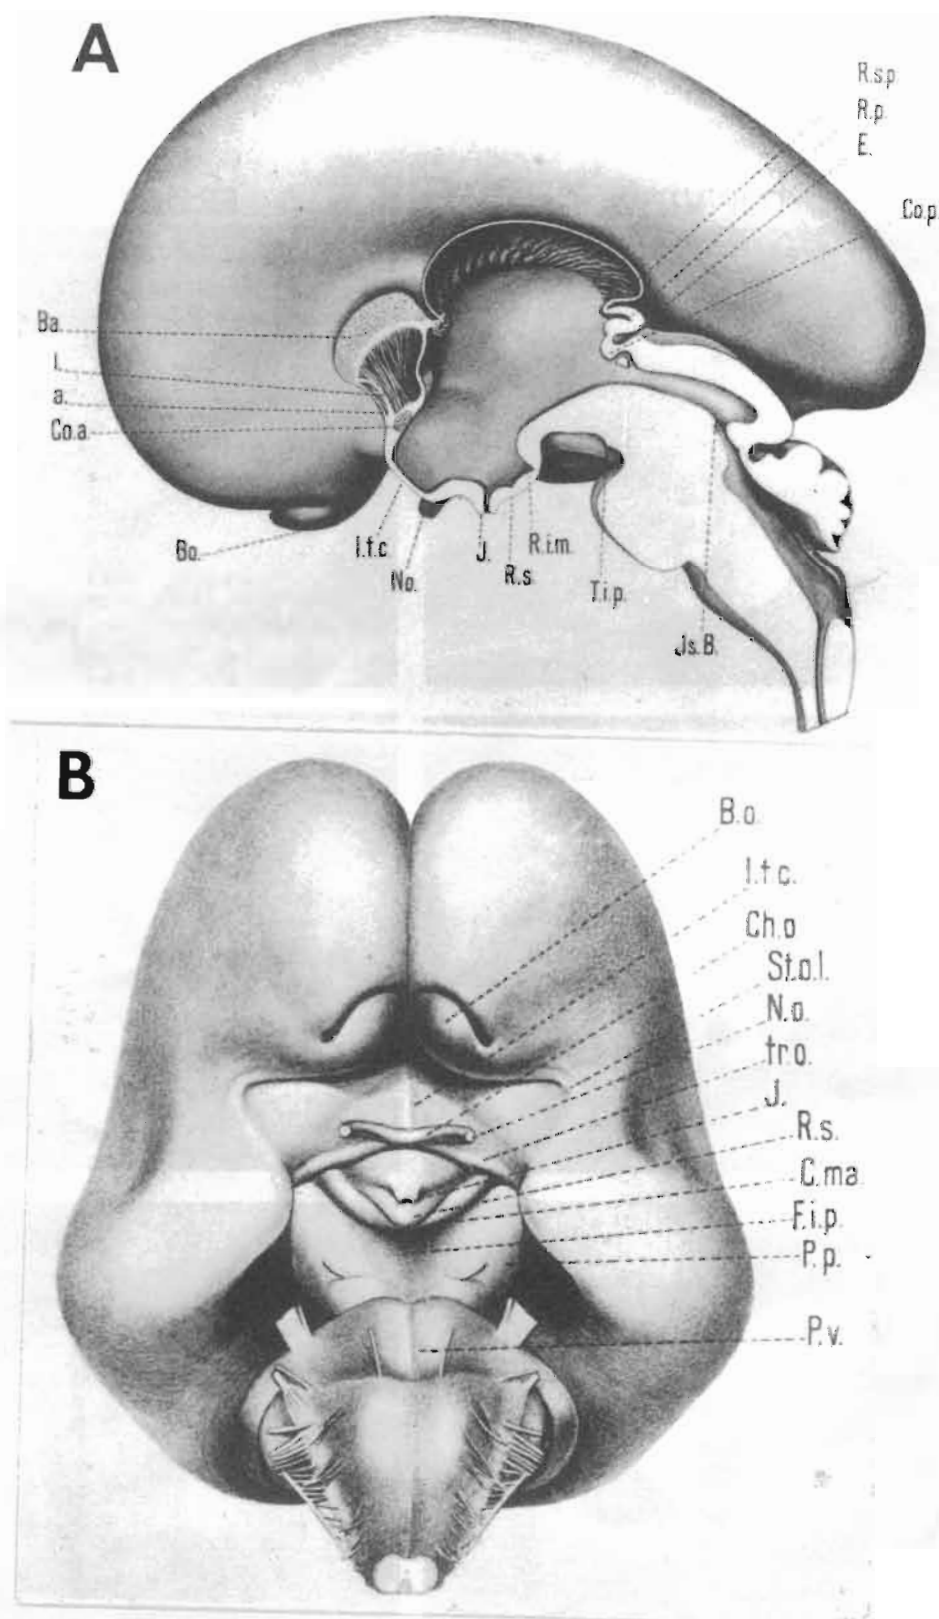 A
R.s.p.
R.p.
E.
Co.p.
Ba.
l.
a.
Co.a.
Bo.
l.t.c
No.
J.
R.s
R.i.m.
T.i.p.
Js.B.
B
B.o.
l.t c.
Ch.o
St.o.l.
N.o.
tr.o.
J.
R.s.
C.ma
F.i.p.
P.p.
P.v.